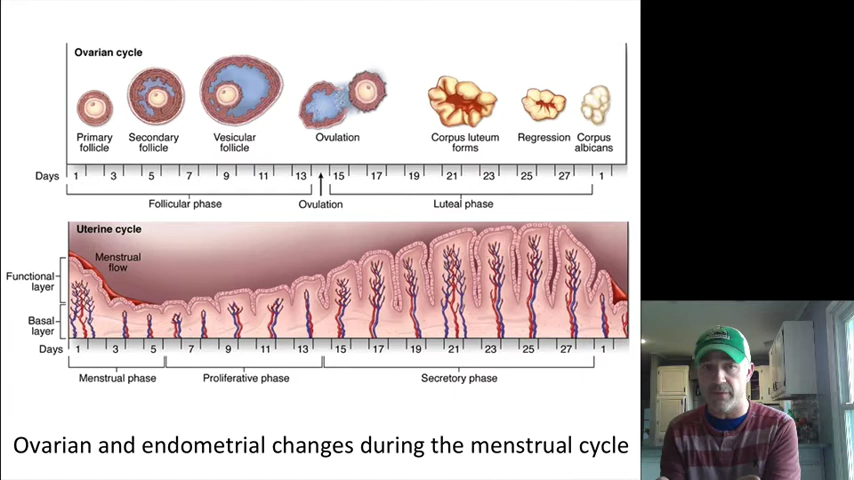 Ovarian cycle
Primary
follicle
Secondary
follicle
Vesicular
follicle
Ovulation
Corpus luteum
forms
Regression
Corpus
albicans
Days 1 3 5 7 9 11 13 15 17 19 21 23 25 27 1
Follicular phase
Ovulation
Luteal phase
Uterine cycle
Menstrual
flow
Functional
layer
Basal
layer
Days 1 3 5 7 9 11 13 15 17 19 21 23 25 27 1
Menstrual phase
Proliferative phase
Secretory phase
Ovarian and endometrial changes during the menstrual cycle